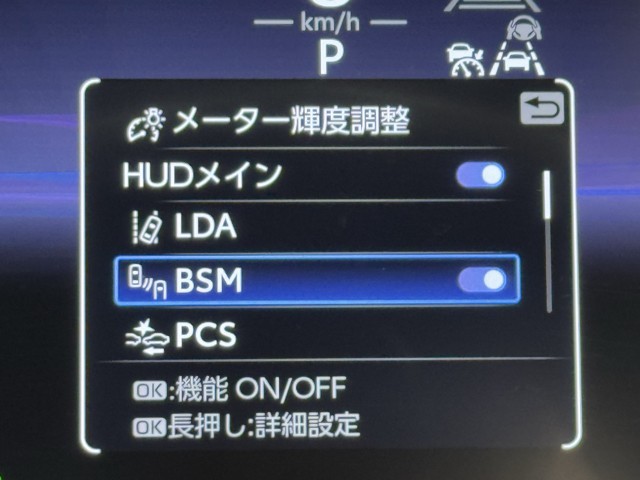 km/h
P
メーター輝度調整
HUDメイン
LDA
BSM
PCS
OK:機能 ON/OFF
OK長押し:詳細設定